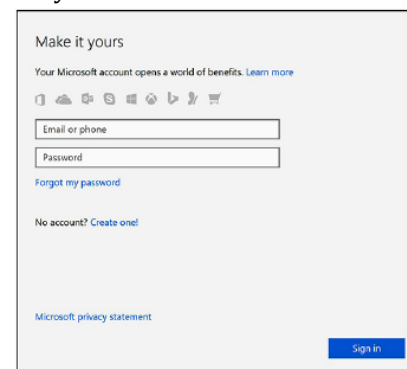 Make it yours
Your Microsoft account opens a world of benefits. Learn more
Email or phone
Password
Forgot my password
No account? Create one!
Microsoft privacy statement
Sign in